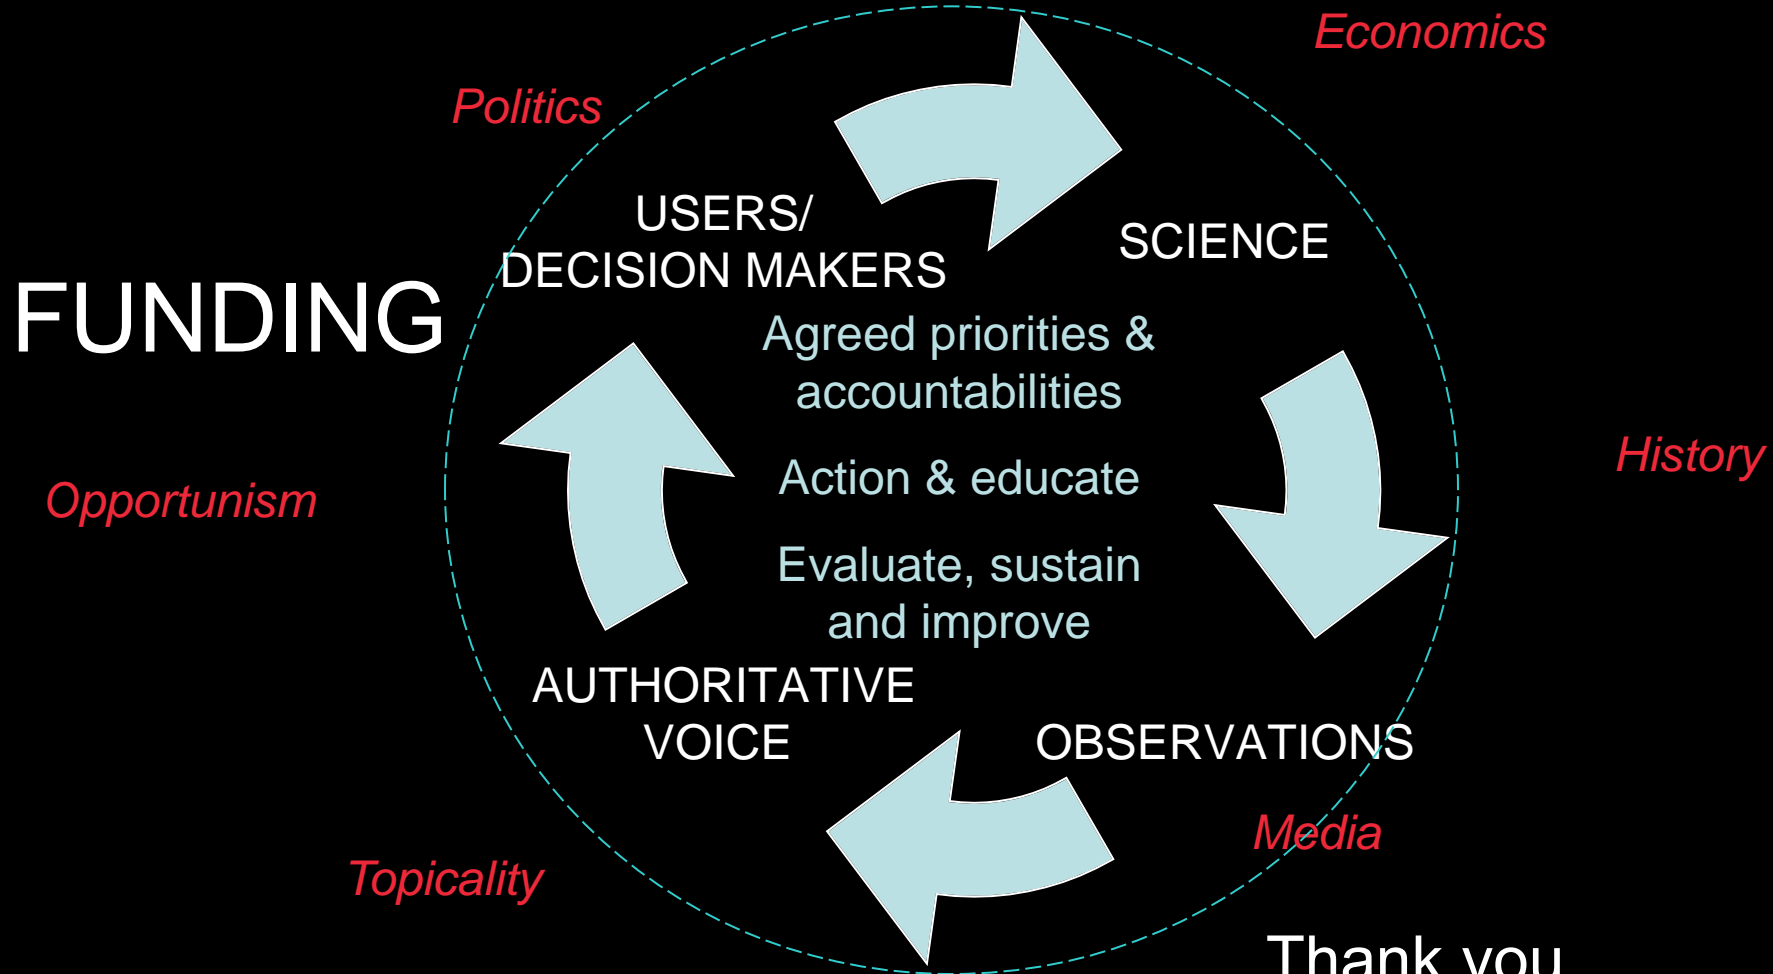 Economics
Politics
USERS/
DECISION MAKERS
SCIENCE
FUNDING
Agreed priorities &
accountabilities
Action & educate
History
Opportunism
Evaluate, sustain
and improve
AUTHORITATIVE
VOICE
OBSERVATIONS
Media
Topicality
Thank you